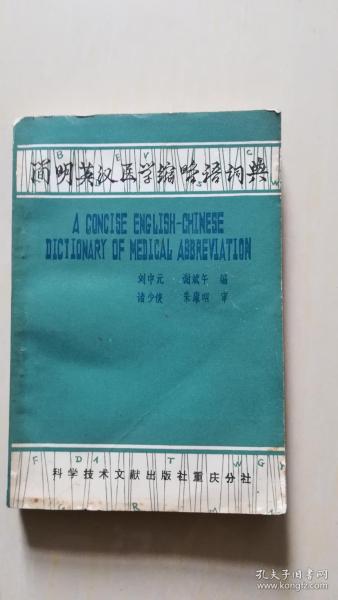 B E Y C
简明英汉医学缩略语词典
A CONCISE ENGLISH-CHINESE
DICTIONARY OF MEDICAL ABBREVIATION
刘中元 谢斌午 编
诸少侠 朱康明 审
F D A T W G Y
科学技术文献出版社重庆分社
G R M
孔夫子旧书网